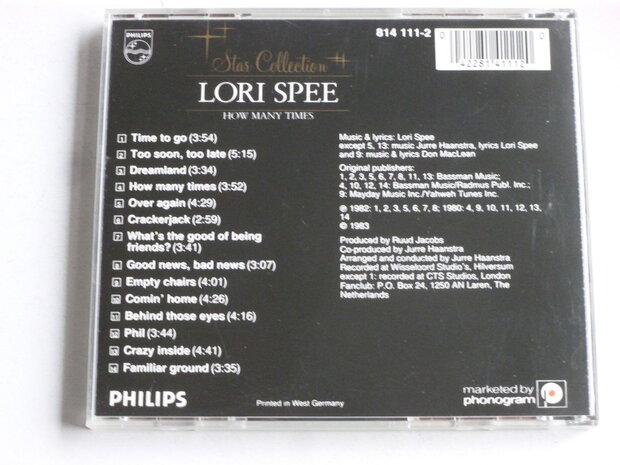 PHILIPS
814 111-2
0 0
42281 41112
Star Collection
LORI SPEE
HOW MANY TIMES
1 Time to go (3:54)
2 Too soon, too late (5:15)
3 Dreamland (3:34)
4 How many times (3:52)
5 Over again (4:29)
6 Crackerjack (2:59)
7 What's the good of being
friends? (3:41)
8 Good news, bad news (3:07)
9 Empty chairs (4:01)
10 Comin' home (4:26)
11 Behind those eyes (4:16)
12 Phil (3:44)
13 Crazy inside (4:41)
14 Familiar ground (3:35)
Music & lyrics: Lori Spee
except 5, 13: music Jurre Haanstra, lyrics Lori Spee
and 9: music & lyrics Don MacLean
Original publishers:
1, 2, 3, 5, 6, 7, 8, 11, 13: Bassman Music;
4, 10, 12, 14: Bassman Music/Radmus Publ. Inc.;
9: Mayday Music Inc./Yahweh Tunes Inc.
℗ 1982: 1, 2, 3, 5, 6, 7, 8; 1980: 4, 9, 10, 11, 12, 13,
14
© 1983
Produced by Ruud Jacobs
Co-produced by Jurre Haanstra
Arranged and conducted by Jurre Haanstra
Recorded at Wisseloord Studio's, Hilversum
except 1: recorded at CTS Studios, London
Fanclub: P.O. Box 24, 1250 AN Laren, The
Netherlands
PHILIPS
Printed in West Germany
marketed by
phonogram